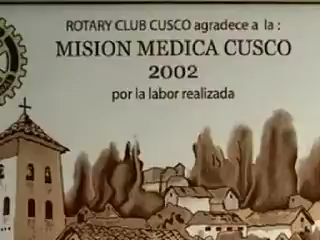 ROTARY CLUB CUSCO agradece a la :
MISION MEDICA CUSCO
2002
por la labor realizada